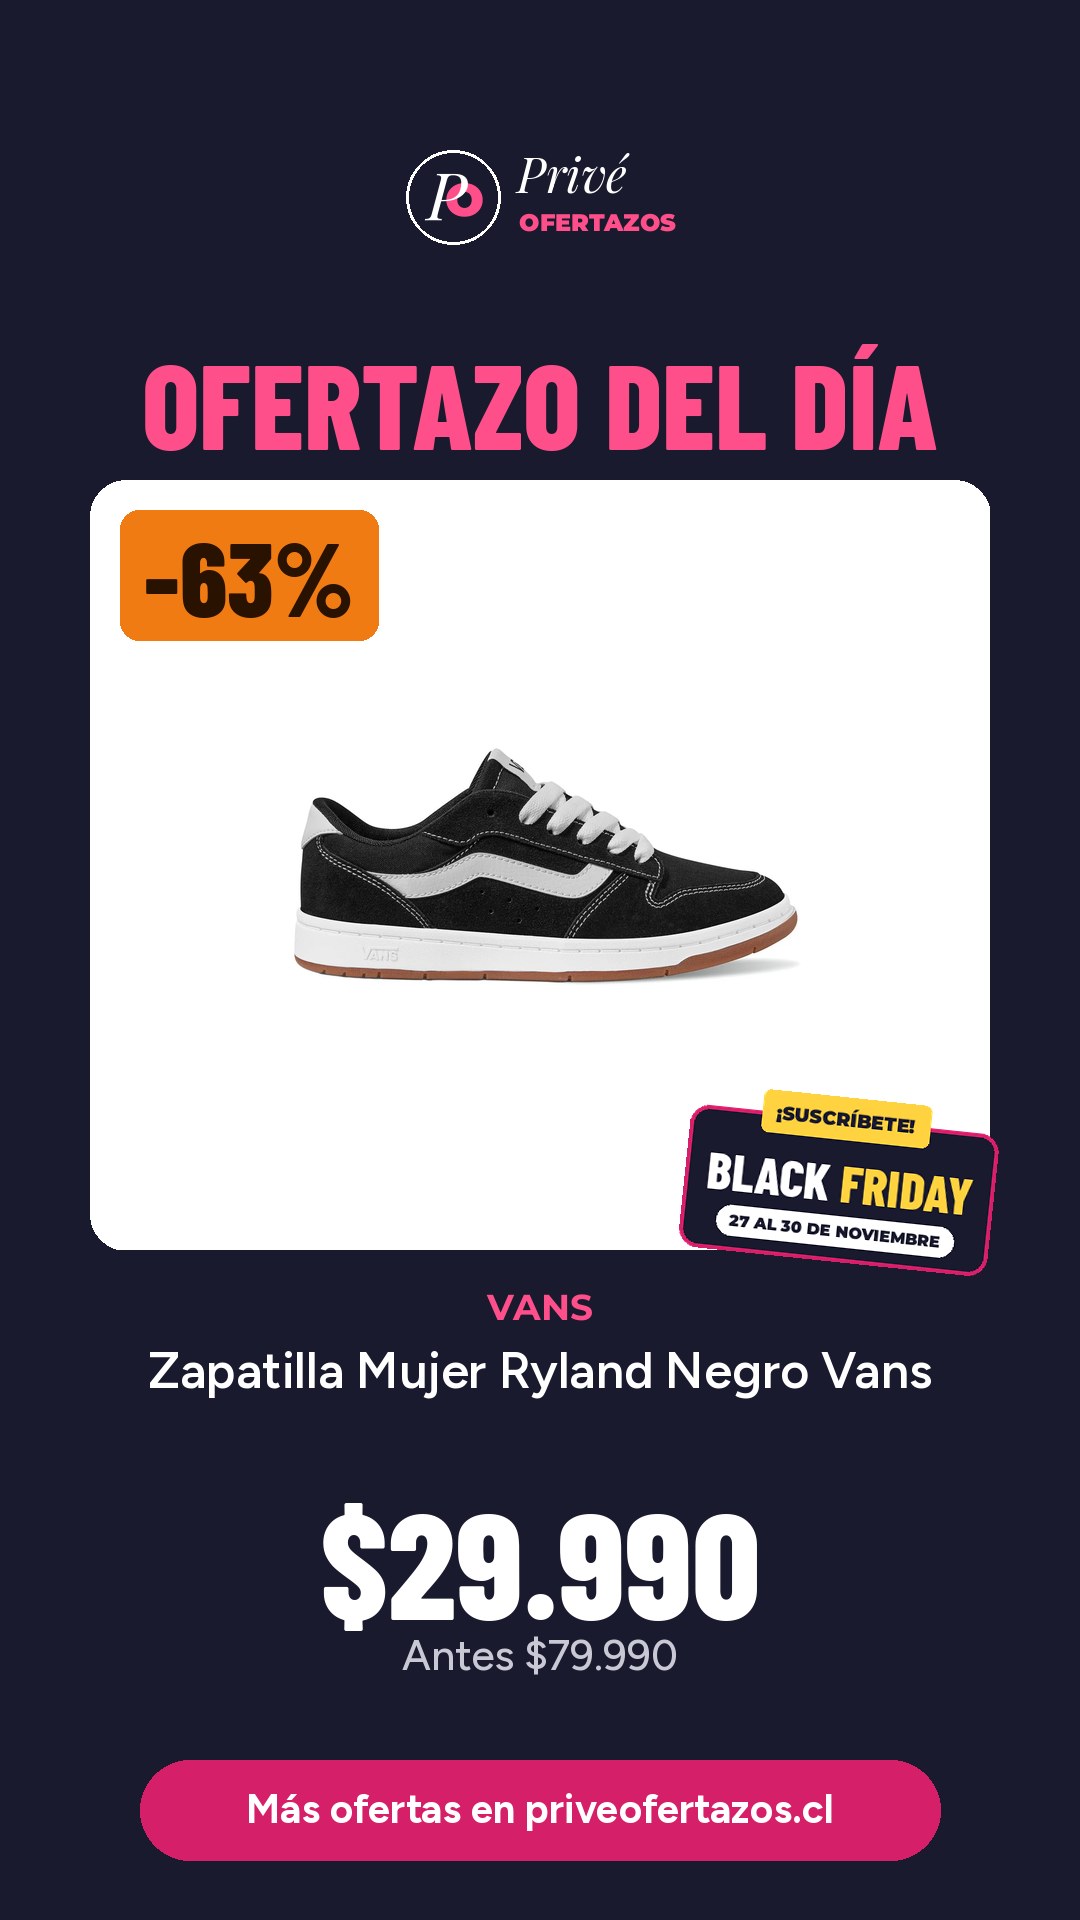 Privé
OFERTAZOS
OFERTAZO DEL DÍA
-63%
VANS
¡SUSCRÍBETE!
BLACK FRIDAY
27 AL 30 DE NOVIEMBRE
VANS
Zapatilla Mujer Ryland Negro Vans
$29.990
Antes $79.990
Más ofertas en priveofertazos.cl